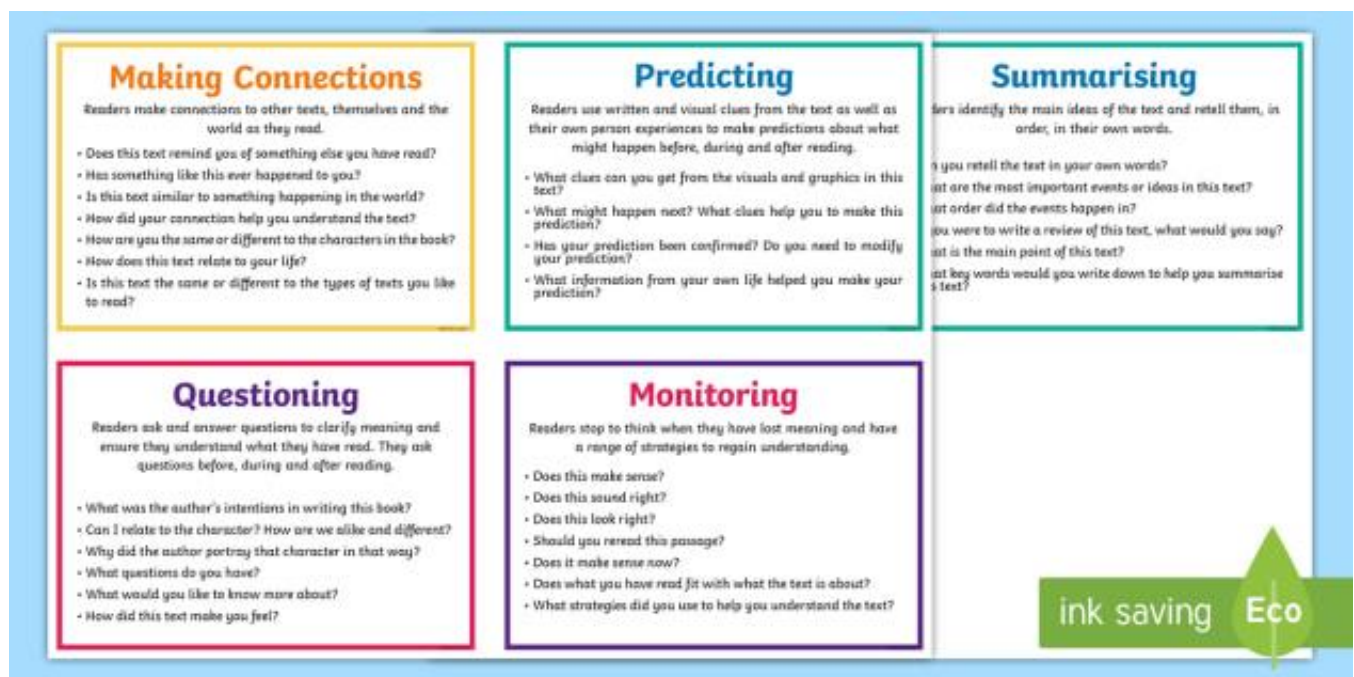 Making Connections
Readers make connections to other texts, themselves and the
world as they read.
• Does this text remind you of something else you have read?
• Has something like this ever happened to you?
• Is this text similar to something happening in the world?
• How did your connection help you understand the text?
• How are you the same or different to the characters in the book?
• How does this text relate to your life?
• Is this text the same or different to the types of texts you like
to read?
Predicting
Readers use written and visual clues from the text as well as
their own person experiences to make predictions about what
might happen before, during and after reading.
• What clues can you get from the visuals and graphics in this
text?
• What might happen next? What clues help you to make this
prediction?
• Has your prediction been confirmed? Do you need to modify
your prediction?
• What information from your own life helped you make your
prediction?
Summarising
identify the main ideas of the text and retell them, in
order, in their own words.
you retell the text in your own words?
are the most important events or ideas in this text?
order did the events happen in?
you were to write a review of this text, what would you say?
is the main point of this text?
key words would you write down to help you summarise
text?
Questioning
Readers ask and answer questions to clarify meaning and
ensure they understand what they have read. They ask
questions before, during and after reading.
• What was the author's intentions in writing this book?
• Can I relate to the character? How are we alike and different?
• Why did the author portray that character in that way?
• What questions do you have?
• What would you like to know more about?
• How did this text make you feel?
Monitoring
Readers stop to think when they have lost meaning and have
a range of strategies to regain understanding.
• Does this make sense?
• Does this sound right?
• Does this look right?
• Should you reread this passage?
• Does it make sense now?
• Does what you have read fit with what the text is about?
• What strategies did you use to help you understand the text?
ink saving
Eco